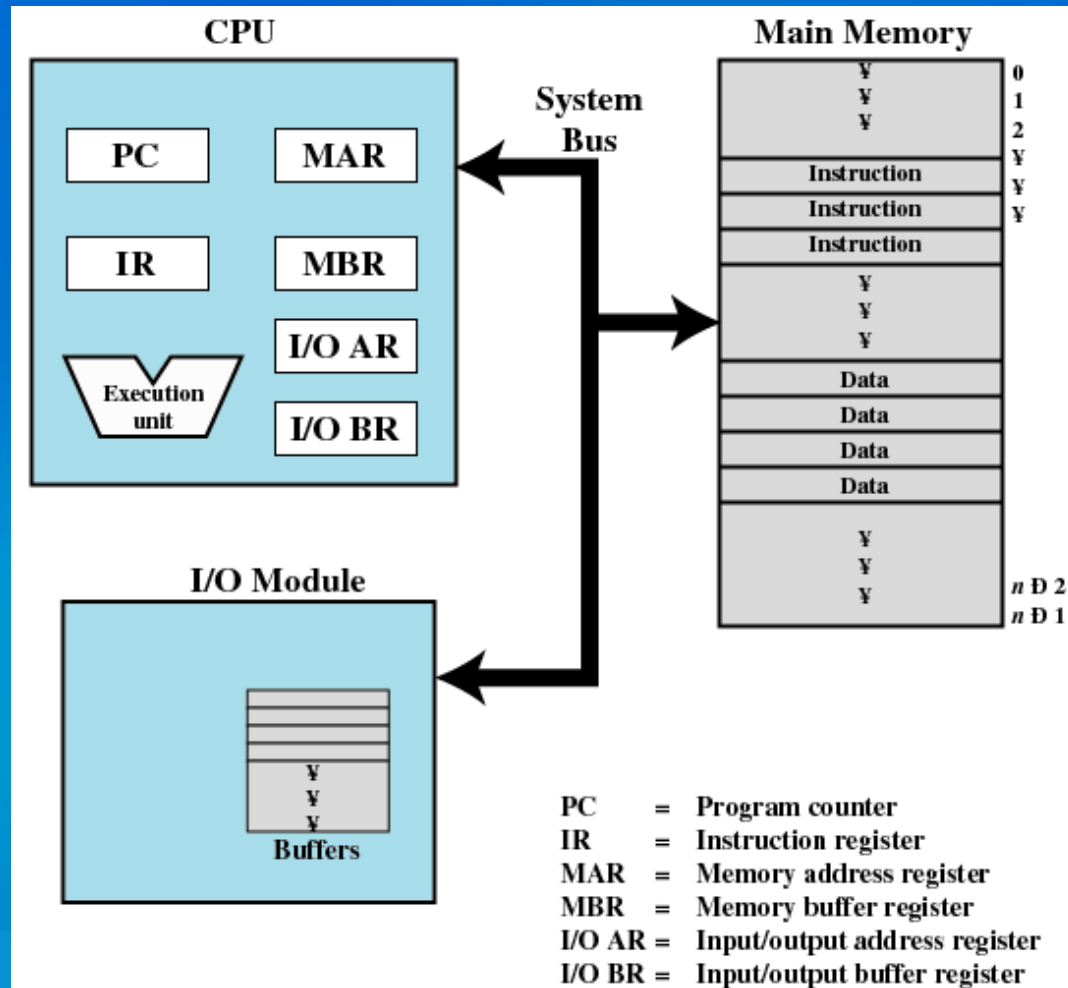 CPU
PC
MAR
IR
MBR
I/O AR
Execution
unit
I/O BR
System
Bus
Main Memory
¥
¥
¥
Instruction
Instruction
Instruction
¥
¥
¥
Data
Data
Data
Data
¥
¥
¥
0
1
2
¥
¥
¥
n Đ 2
n Đ 1
I/O Module
¥
¥
¥
Buffers
PC = Program counter
IR = Instruction register
MAR = Memory address register
MBR = Memory buffer register
I/O AR = Input/output address register
I/O BR = Input/output buffer register